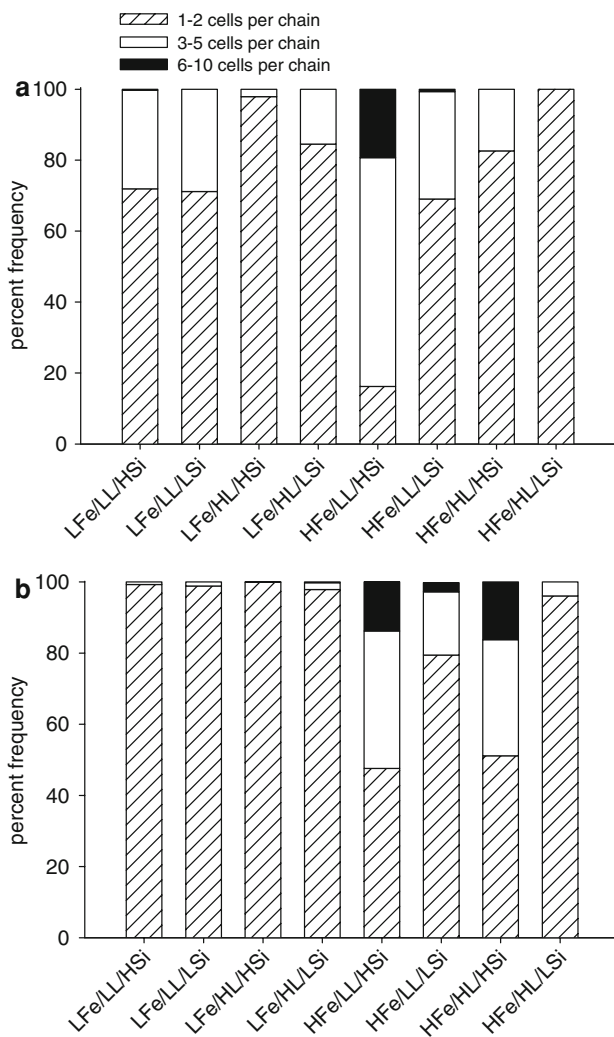 1-2 cells per chain
3-5 cells per chain
6-10 cells per chain
a
100
80
60
40
20
0
percent frequency
LFe/LL/HSi
LFe/LL/LSi
LFe/HL/HSi
LFe/HL/LSi
HFe/LL/HSi
HFe/LL/LSi
HFe/HL/HSi
HFe/HL/LSi
b
100
80
60
40
20
0
percent frequency
LFe/LL/HSi
LFe/LL/LSi
LFe/HL/HSi
LFe/HL/LSi
HFe/LL/HSi
HFe/LL/LSi
HFe/HL/HSi
HFe/HL/LSi